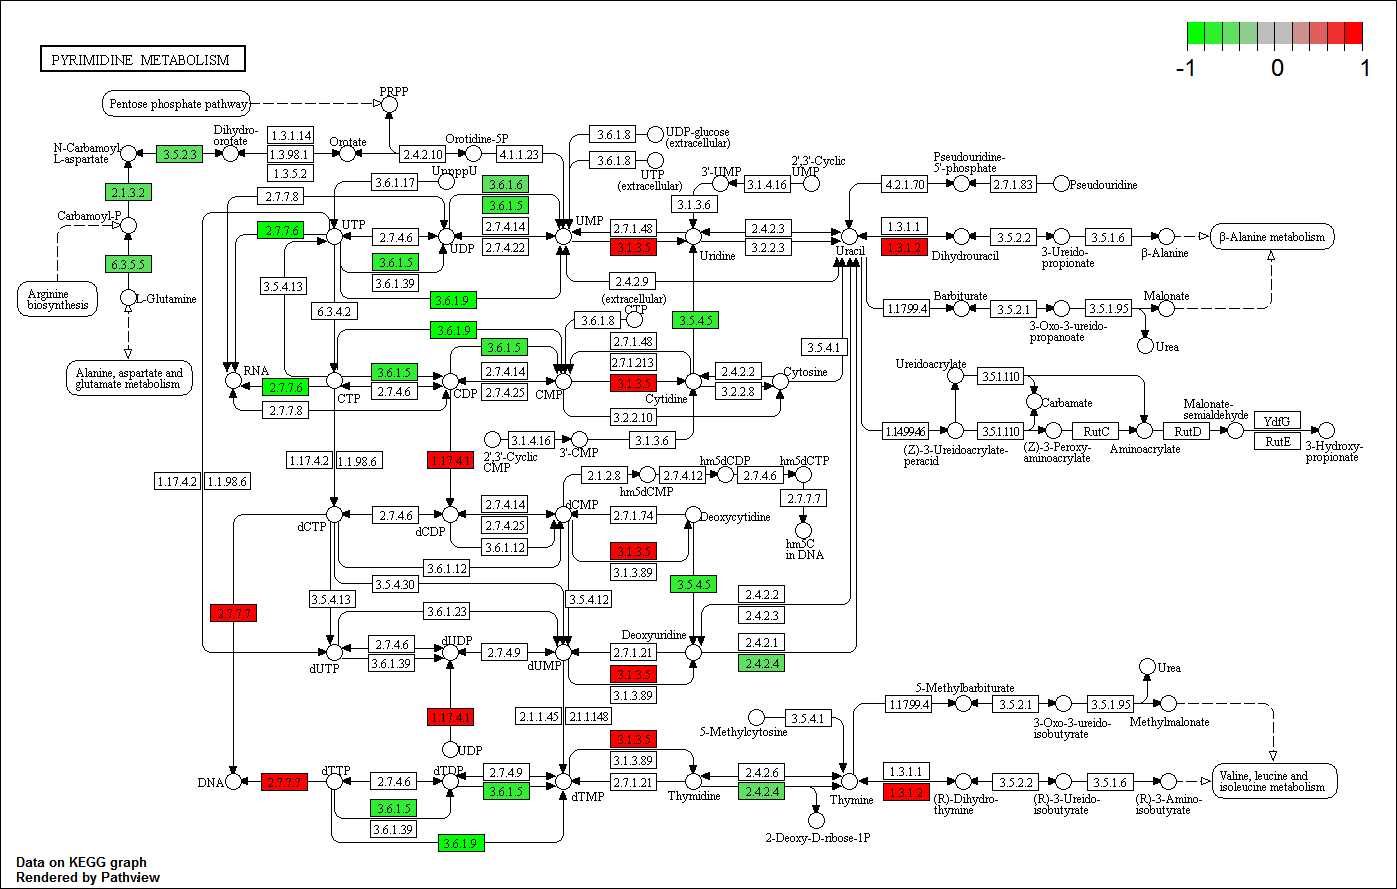 PYRIMIDINE METABOLISM
-1
0
1
Pentose phosphate pathway
PRPP
N-Carbamoyl-
L-aspartate
3.5.2.3
Dihydro-
orotate
1.3.1.14
1.3.98.1
1.3.5.2
Orotate
2.4.2.10
Orotidine-5P
4.1.1.23
3.6.1.8
UDP-glucose
(extracellular)
3.6.1.8
UTP
(extracellular)
3'-UMP
3.1.4.16
2',3'-Cyclic
UMP
3.1.3.6
4.2.1.70
Pseudouridine-
5'-phosphate
2.7.1.83
Pseudouridine
2.1.3.2
Carbamoyl-P
6.3.5.5
L-Glutamine
Arginine
biosynthesis
Alanine, aspartate and
glutamate metabolism
3.6.1.17
UppppU
2.7.7.8
3.6.1.6
3.6.1.5
2.7.7.6
UTP
2.7.4.6
UDP
2.7.4.14
2.7.4.22
UMP
2.7.1.48
3.1.3.5
Uridine
2.4.2.3
3.2.2.3
Uracil
1.3.1.1
1.3.1.2
Dihydrouracil
3.5.2.2
3-Ureido-
propionate
3.5.1.6
β-Alanine
β-Alanine metabolism
3.6.1.5
3.6.1.39
3.5.4.13
3.6.1.9
6.3.4.2
2.4.2.9
(extracellular)
CTP
3.6.1.8
3.5.4.5
1.1.99.4
Barbiturate
3.5.2.1
3-Oxo-3-ureido-
propanoate
3.5.1.95
Malonate
Urea
3.6.1.9
3.6.1.5
2.7.1.48
2.7.1.213
3.1.3.5
3.5.4.1
RNA
2.7.7.6
CTP
3.6.1.5
2.7.4.6
CDP
2.7.4.14
2.7.4.25
CMP
Cytidine
2.4.2.2
3.2.2.8
Cytosine
2.7.7.8
3.2.2.10
Ureidoacrylate
3.5.1.110
Carbamate
1.14.99.46
(Z)-3-Ureidoacrylate-
peracid
3.5.1.110
(Z)-3-Peroxy-
aminoacrylate
RutC
Aminoacrylate
RutD
Malonate-
semialdehyde
YdfG
RutE
3-Hydroxy-
propionate
2',3'-Cyclic
CMP
3.1.4.16
3'-CMP
3.1.3.6
1.17.4.2
1.1.98.6
1.17.4.1
1.17.4.2
1.1.98.6
2.1.2.8
hm5dCMP
2.7.4.12
hm5dCDP
2.7.4.6
hm5dCTP
2.7.7.7
hm5C
in DNA
dCTP
2.7.4.6
dCDP
2.7.4.14
2.7.4.25
3.6.1.12
dCMP
2.7.1.74
Deoxycytidine
3.1.3.5
3.1.3.89
3.6.1.12
3.5.4.30
3.5.4.5
2.7.7.7
3.5.4.13
3.6.1.23
3.5.4.12
2.4.2.2
2.4.2.3
2.4.2.1
2.4.2.4
dUTP
2.7.4.6
3.6.1.39
dUDP
2.7.4.9
dUMP
Deoxyuridine
2.7.1.21
3.1.3.5
3.1.3.89
1.17.4.1
UDP
2.1.1.45
2.1.1.148
5-Methylcytosine
3.5.4.1
1.1.99.4
5-Methylbarbiturate
3.5.2.1
3-Oxo-3-ureido-
isobutyrate
3.5.1.95
Urea
Methylmalonate
3.1.3.5
3.1.3.89
2.7.1.21
DNA
2.7.7.7
dTTP
2.7.4.6
dTDP
2.7.4.9
3.6.1.5
dTMP
Thymidine
2.4.2.6
2.4.2.4
Thymine
1.3.1.1
1.3.1.2
(R)-Dihydro-
thymine
3.5.2.2
(R)-3-Ureido-
isobutyrate
3.5.1.6
(R)-3-Amino-
isobutyrate
Valine, leucine and
isoleucine metabolism
3.6.1.5
3.6.1.39
3.6.1.9
2-Deoxy-D-ribose-1P
Data on KEGG graph
Rendered by Pathview